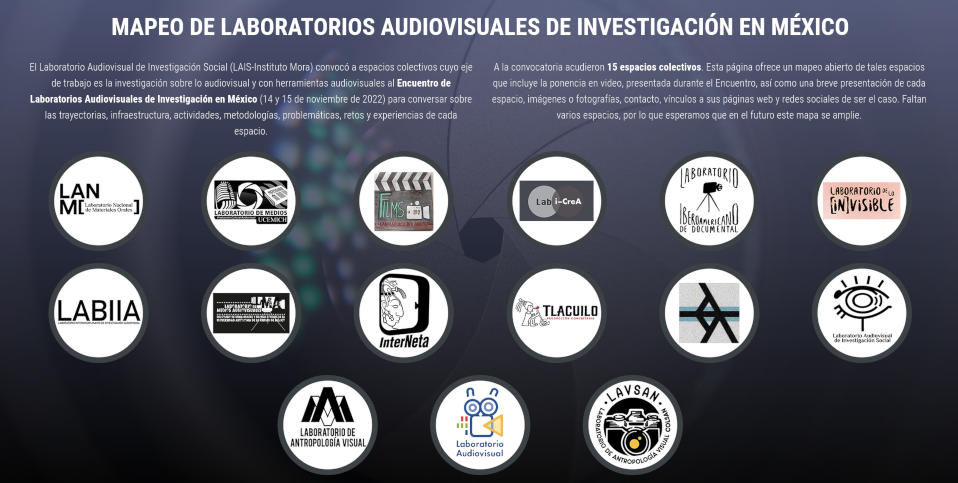 MAPEO DE LABORATORIOS AUDIOVISUALES DE INVESTIGACIÓN EN MÉXICO
El Laboratorio Audiovisual de Investigación Social (LAIS-Instituto Mora) convocó a espacios colectivos cuyo eje
de trabajo es la investigación sobre lo audiovisual y con herramientas audiovisuales al Encuentro de
Laboratorios Audiovisuales de Investigación en México (14 y 15 de noviembre de 2022) para conversar sobre
las trayectorias, infraestructura, actividades, metodologías, problemáticas, retos y experiencias de cada
espacio.
A la convocatoria acudieron 15 espacios colectivos. Esta página ofrece un mapeo abierto de tales espacios
que incluye la ponencia en video, presentada durante el Encuentro, así como una breve presentación de cada
espacio, imágenes o fotografías, contacto, vínculos a sus páginas web y redes sociales de ser el caso. Faltan
varios espacios, por lo que esperamos que en el futuro este mapa se amplie.
LAN
M[ Laboratorio Nacional
de Materiales Orales ]
LABORATORIO DE MEDIOS
UCEMICH
FILMS
Lab i-CreA
LABORATORIO
IBEROAMERICANO
DE DOCUMENTAL
LABORATORIO DE LO
[IN]VISIBLE
LABIIA
InterNeta
TLACUILO
PRODUCCIÓN COMUNITARIA
Laboratorio Audiovisual
de Investigación Social
LABORATORIO DE
ANTROPOLOGÍA VISUAL
Laboratorio
Audiovisual
LAVSAN
LABORATORIO DE ANTROPOLOGÍA VISUAL COLSAN